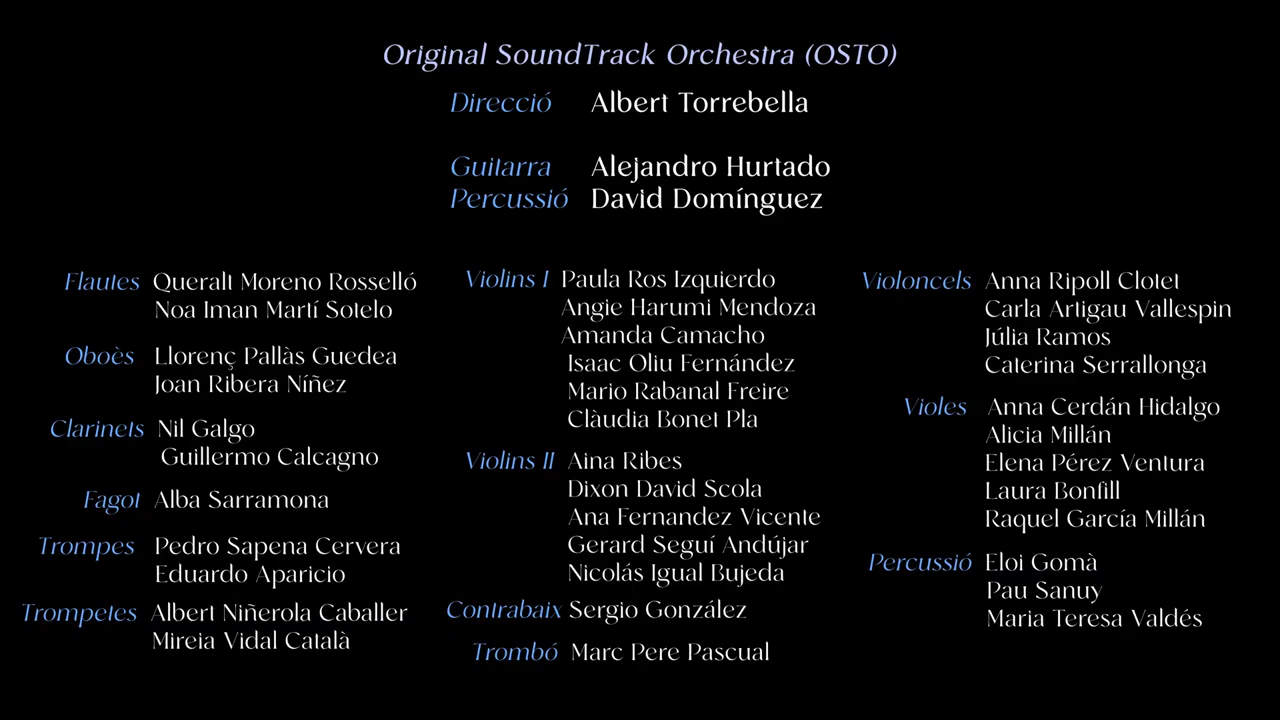 Original SoundTrack Orchestra (OSTO)
Direcció Albert Torrebella
Guitarra Alejandro Hurtado
Percussió David Domínguez
Flautes Queralt Moreno Rosselló
Noa Iman Martí Sotelo
Oboès Llorenç Pallàs Guedea
Joan Ribera Níñez
Clarinets Nil Galgo
Guillermo Calcagno
Fagot Alba Sarramona
Trompes Pedro Sapena Cervera
Eduardo Aparicio
Trompetes Albert Niñerola Caballer
Mireia Vidal Català
Violins I Paula Ros Izquierdo
Angie Harumi Mendoza
Amanda Camacho
Isaac Oliu Fernández
Mario Rabanal Freire
Clàudia Bonet Pla
Violins II Aina Ribes
Dixon David Scola
Ana Fernandez Vicente
Gerard Seguí Andújar
Nicolás Igual Bujeda
Contrabaix Sergio González
Trombó Marc Pere Pascual
Violoncels Anna Ripoll Clotet
Carla Artigau Vallespin
Júlia Ramos
Caterina Serrallonga
Violes Anna Cerdán Hidalgo
Alicia Millán
Elena Pérez Ventura
Laura Bonfill
Raquel García Millán
Percussió Eloi Gomà
Pau Sanuy
Maria Teresa Valdés